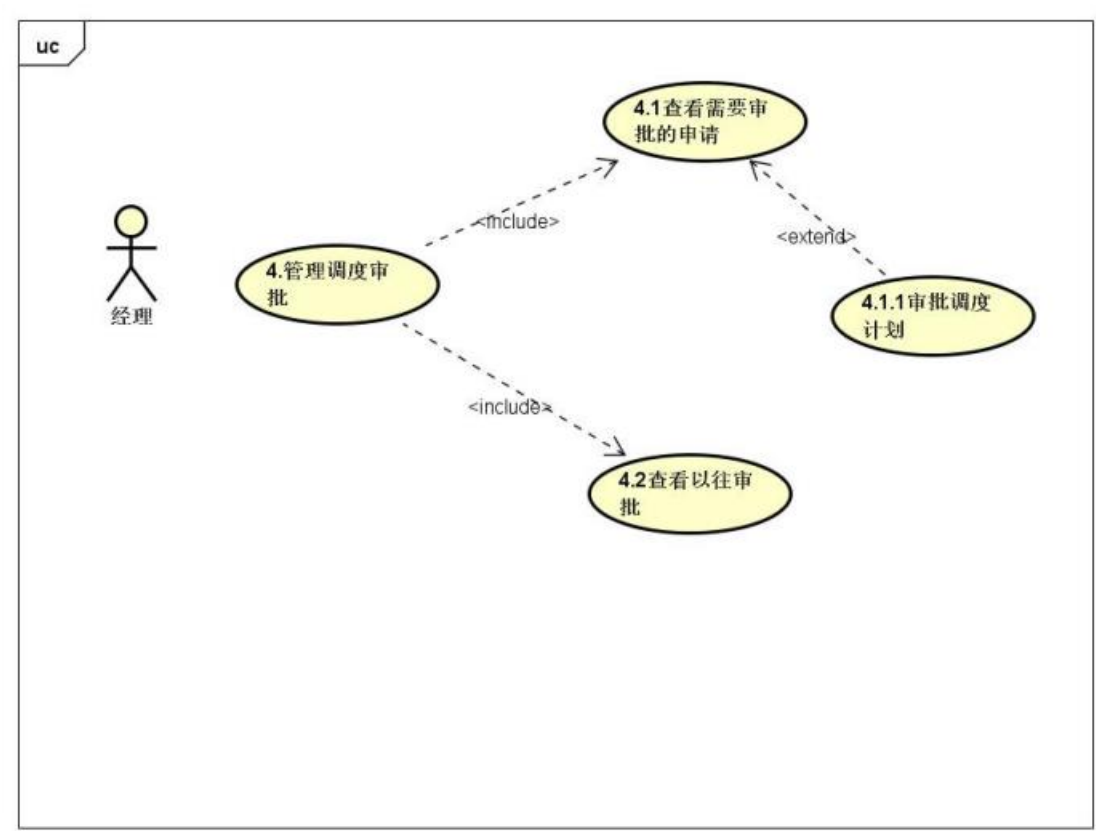 uc
4.1查看需要审
批的申请
<include>
<extend>
4.管理调度审
批
经理
4.1.1审批调度
计划
<include>
4.2查看以往审
批